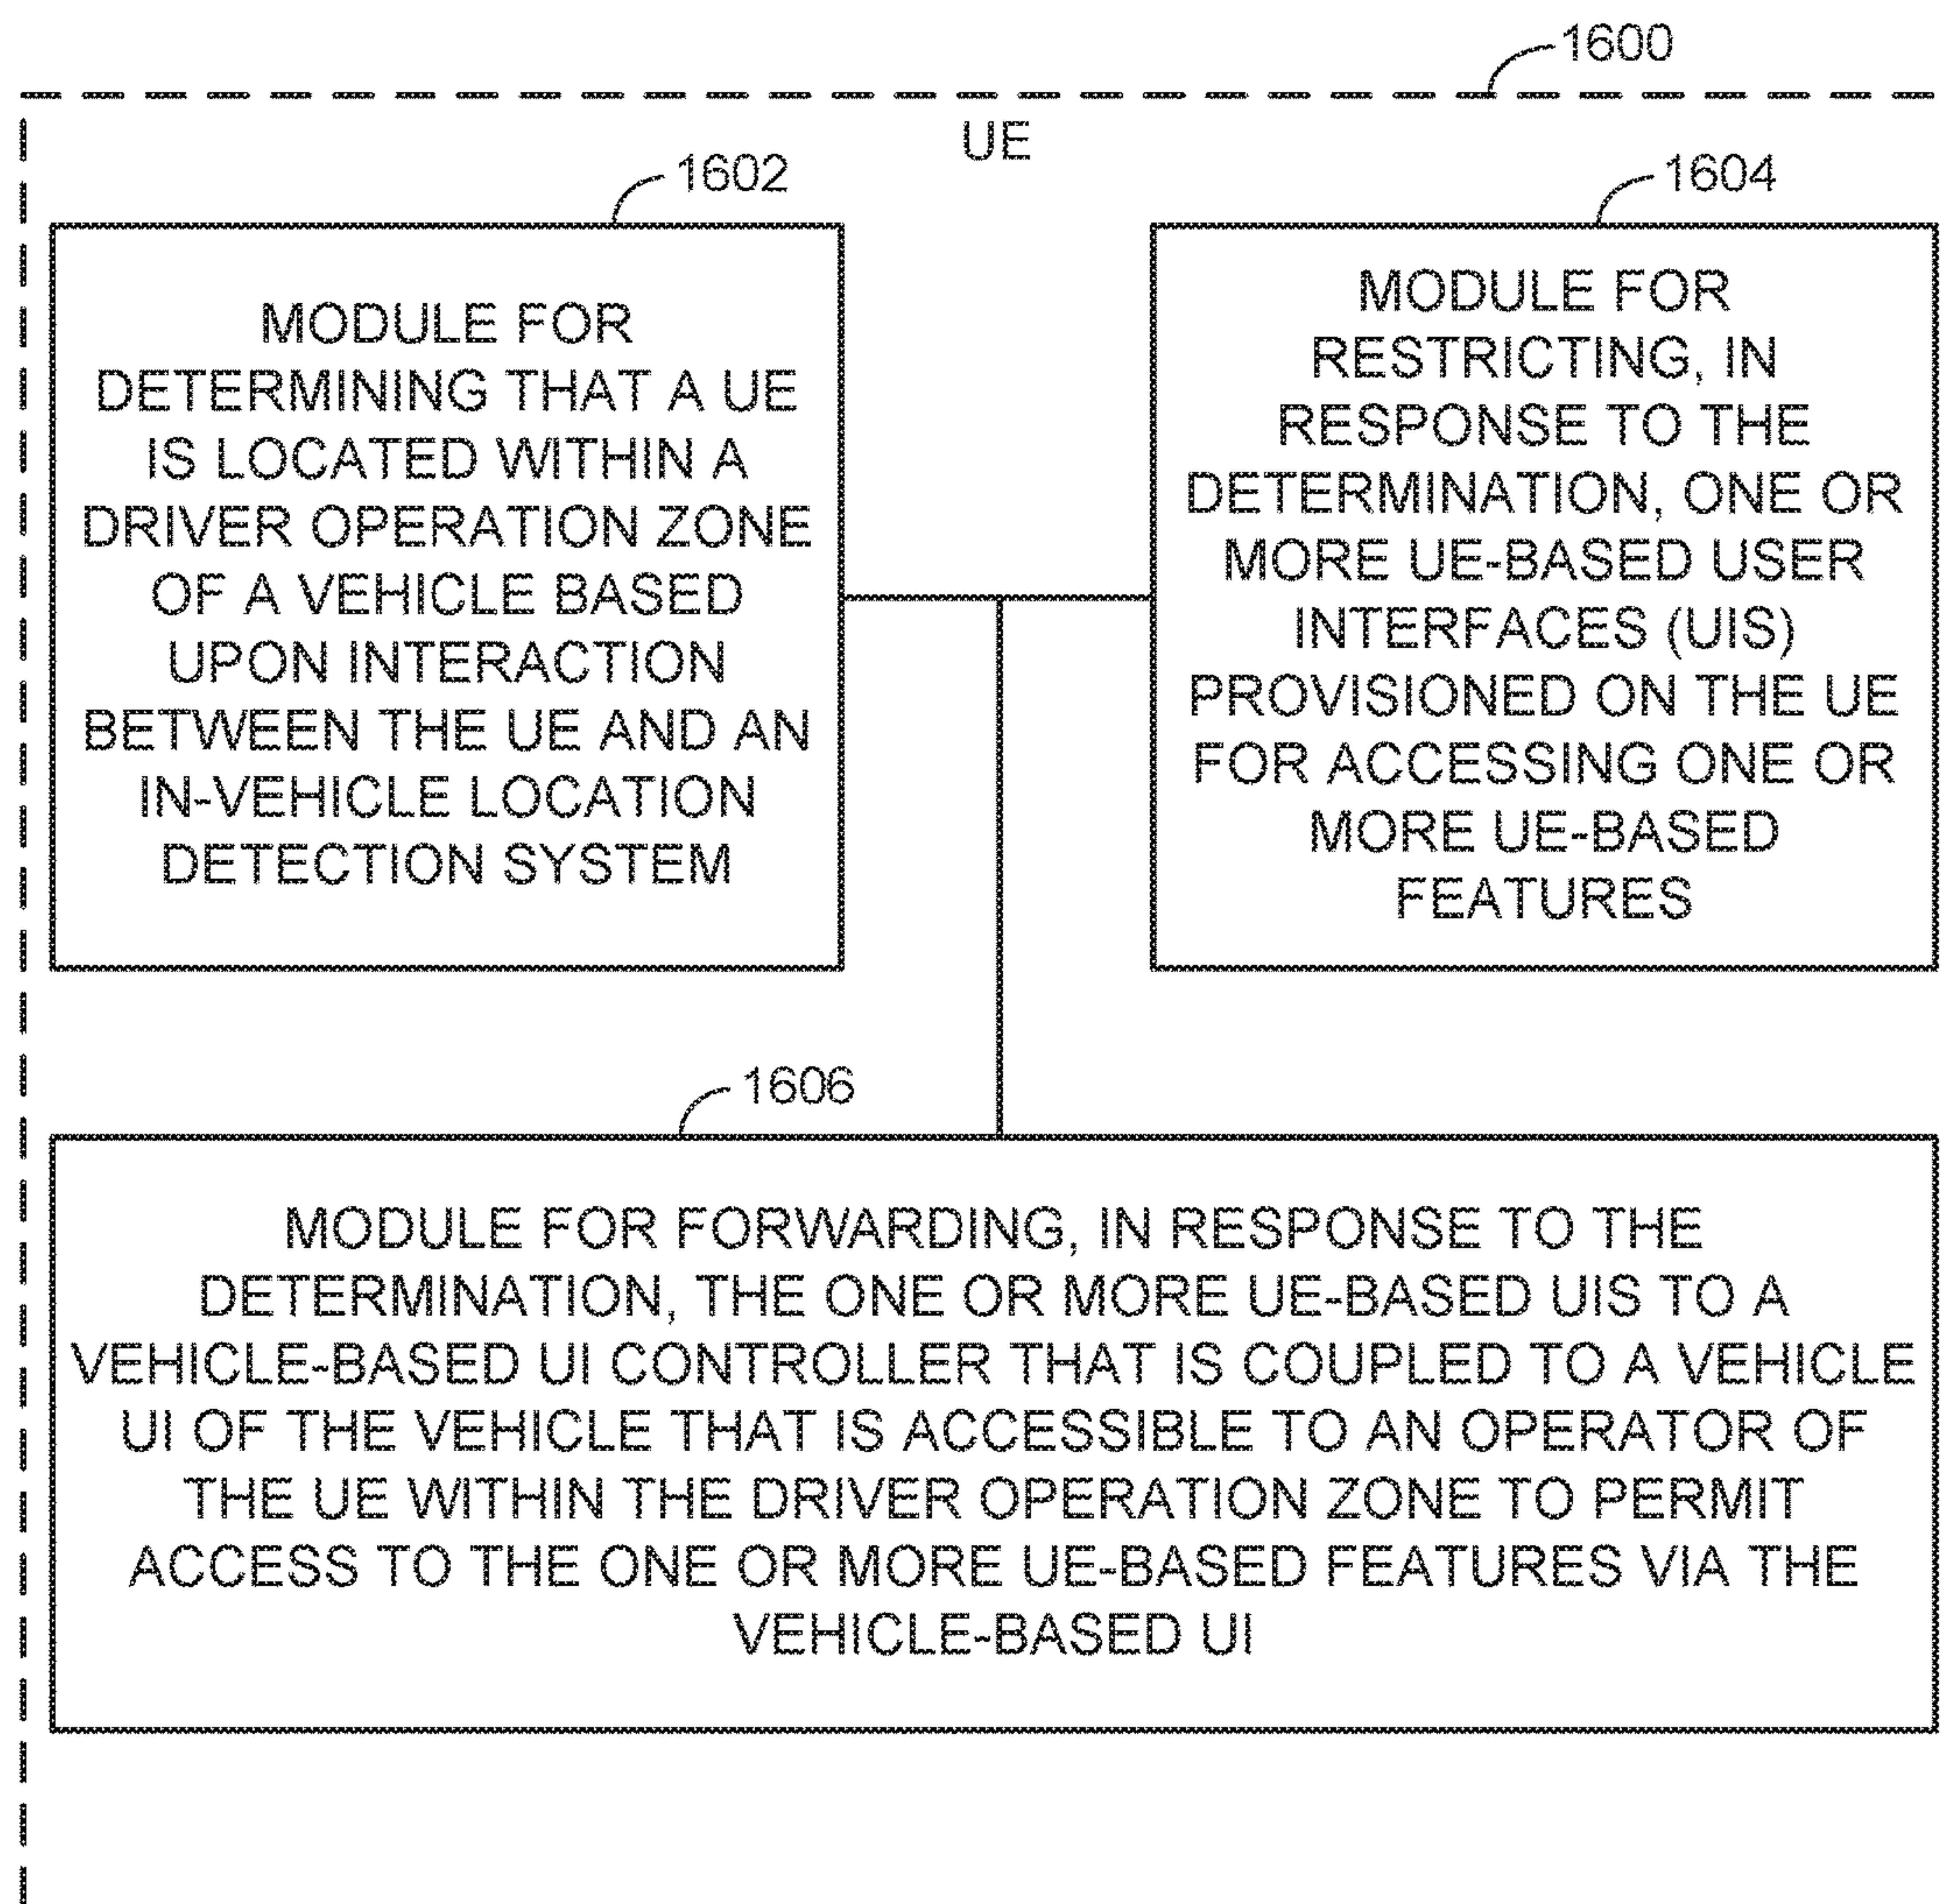 1600
UE
1602
MODULE FOR
DETERMINING THAT A UE
IS LOCATED WITHIN A
DRIVER OPERATION ZONE
OF A VEHICLE BASED
UPON INTERACTION
BETWEEN THE UE AND AN
IN-VEHICLE LOCATION
DETECTION SYSTEM
1604
MODULE FOR
RESTRICTING, IN
RESPONSE TO THE
DETERMINATION, ONE OR
MORE UE-BASED USER
INTERFACES (UIS)
PROVISIONED ON THE UE
FOR ACCESSING ONE OR
MORE UE-BASED
FEATURES
1606
MODULE FOR FORWARDING, IN RESPONSE TO THE
DETERMINATION, THE ONE OR MORE UE-BASED UIS TO A
VEHICLE-BASED UI CONTROLLER THAT IS COUPLED TO A VEHICLE
UI OF THE VEHICLE THAT IS ACCESSIBLE TO AN OPERATOR OF
THE UE WITHIN THE DRIVER OPERATION ZONE TO PERMIT
ACCESS TO THE ONE OR MORE UE-BASED FEATURES VIA THE
VEHICLE-BASED UI